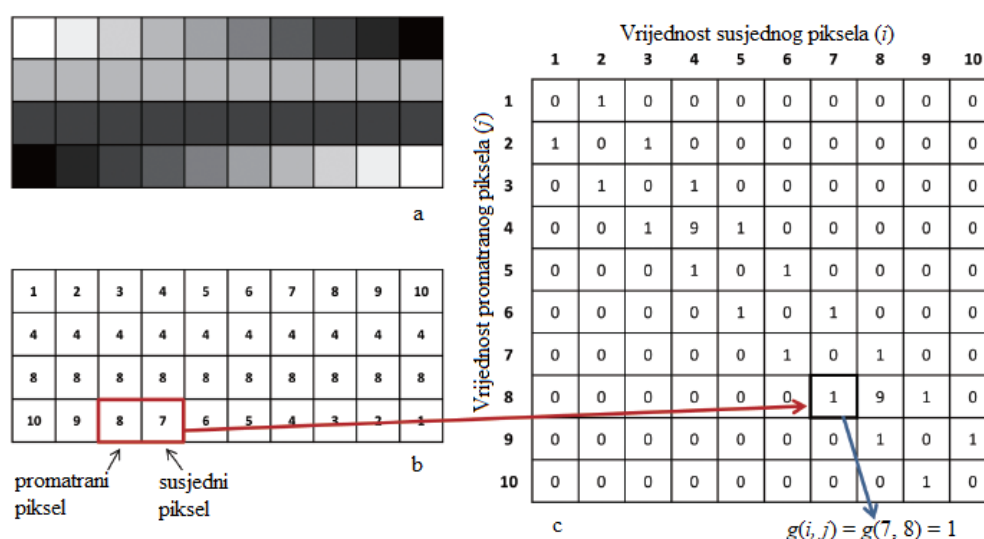 a
1 2 3 4 5 6 7 8 9 10
4 4 4 4 4 4 4 4 4 4
8 8 8 8 8 8 8 8 8 8
10 9 8 7 6 5 4 3 2 1
promatrani
piksel
susjedni
piksel
b
Vrijednost susjednog piksela (i)
Vrijednost promatranog piksela (j)
1 2 3 4 5 6 7 8 9 10
1 0 1 0 0 0 0 0 0 0 0
2 1 0 1 0 0 0 0 0 0 0
3 0 1 0 1 0 0 0 0 0 0
4 0 0 1 9 1 0 0 0 0 0
5 0 0 0 1 0 1 0 0 0 0
6 0 0 0 0 1 0 1 0 0 0
7 0 0 0 0 0 1 0 1 0 0
8 0 0 0 0 0 0 1 9 1 0
9 0 0 0 0 0 0 0 1 0 1
10 0 0 0 0 0 0 0 0 1 0
c
g(i, j) = g(7, 8) = 1